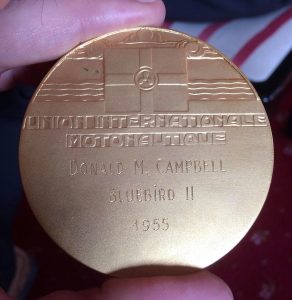 UNION INTERNATIONALE
MOTONAUTIQUE
DONALD M. CAMPBELL
BLUEBIRD II
1955